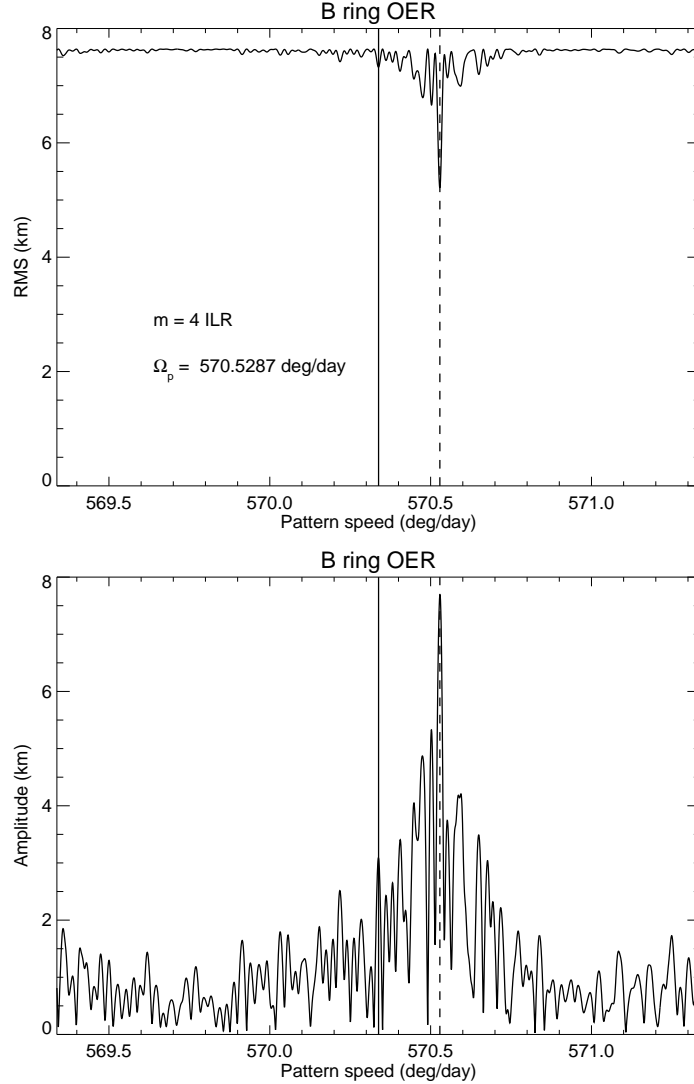 B ring OER
8
6
4
2
0
RMS (km)
m = 4 ILR
Ωp = 570.5287 deg/day
569.5 570.0 570.5 571.0
Pattern speed (deg/day)
B ring OER
8
6
4
2
0
Amplitude (km)
569.5 570.0 570.5 571.0
Pattern speed (deg/day)